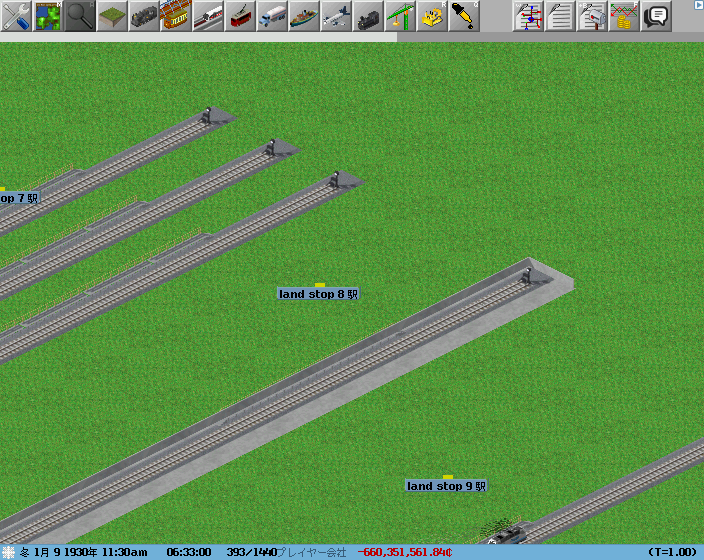 op 7 駅
land stop 8 駅
land stop 9 駅
冬 1月 9 1930年 11:30am 06:33:00 393/1440 プレイヤー会社 -660,351,561.84¢ (T=1.00)